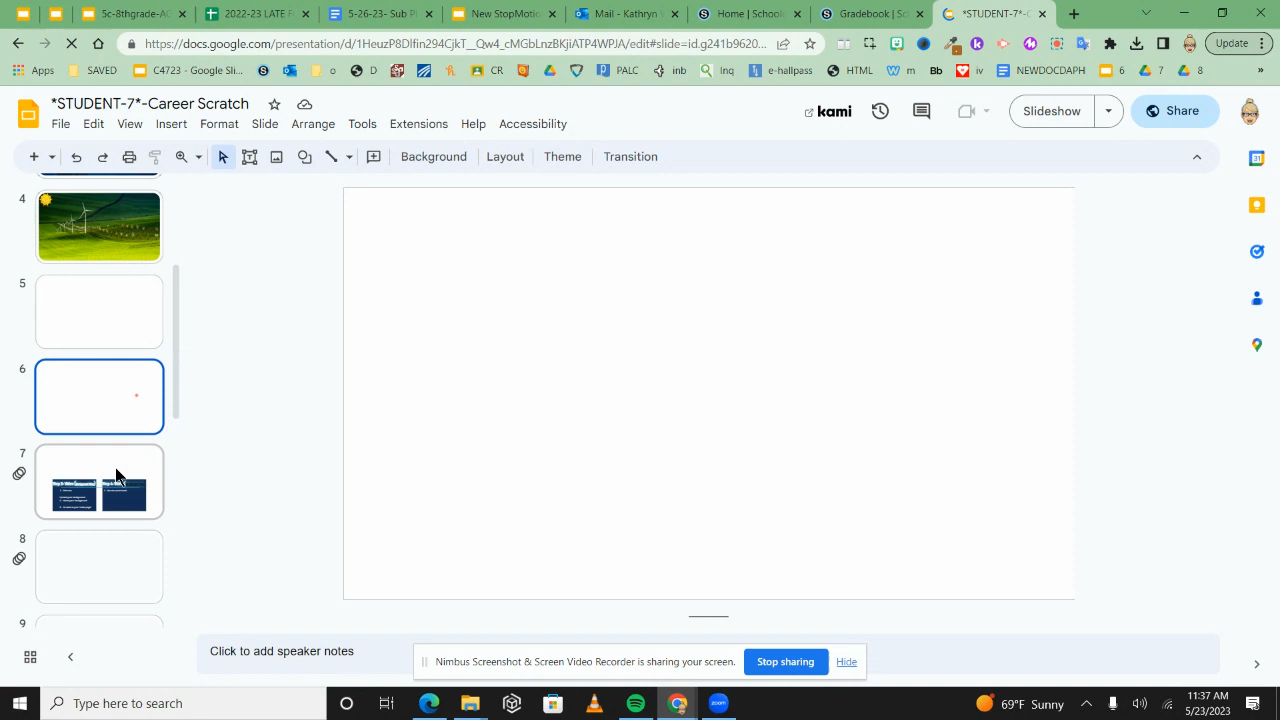 5c-8thgrade-AG
2022-23 LATE F
5-26-23- Sub P
New StopMotio
Mail - Kathryn V
Home | Schoolc
Gradebook | Sc
*STUDENT-7*-C
https://docs.google.com/presentation/d/1HeuzP8DIfin294CjkT__Qw4_cMGbLnzBKjiATP4WPJA/edit#slide=id.g241b9620...
Update
Apps
SAVED
C4723 - Google Sli...
o
D
CR
PALC
inb
Inq
e-hallpass
HTML
m
Bb
iv
NEWDOCDAPH
6
7
8
»
*STUDENT-7*-Career Scratch
kami
Slideshow
Share
File Edit View Insert Format Slide Arrange Tools Extensions Help Accessibility
Background Layout Theme Transition
4
5
6
7
8
9
Click to add speaker notes
Nimbus Screenshot & Screen Video Recorder is sharing your screen.
Stop sharing
Hide
Type here to search
zoom
69°F Sunny
11:37 AM
5/23/2023